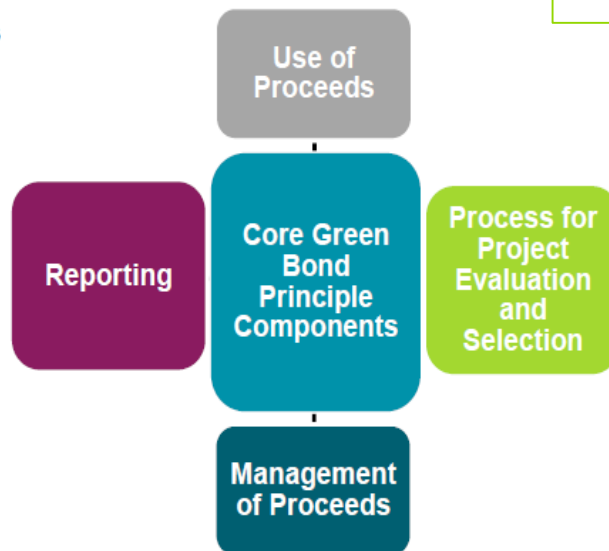 Use of
Proceeds
Reporting
Core Green
Bond
Principle
Components
Process for
Project
Evaluation
and
Selection
Management
of Proceeds